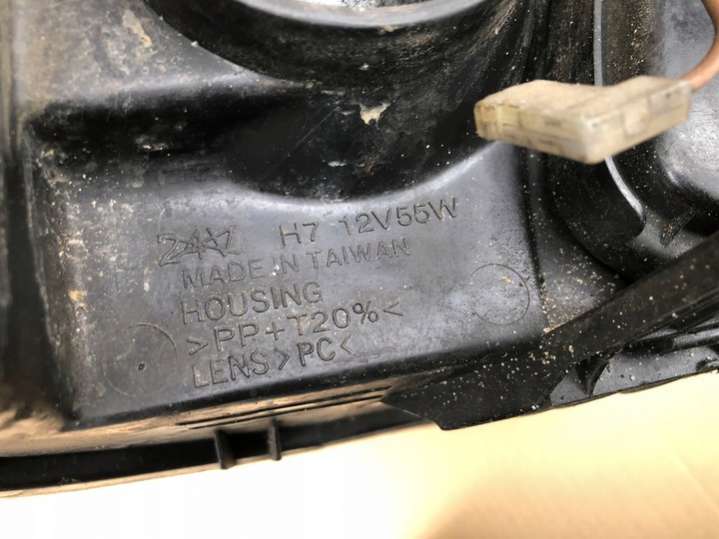 H7 12V55W
MADE IN TAIWAN
HOUSING
>PP+T20%<
LENS>PC<